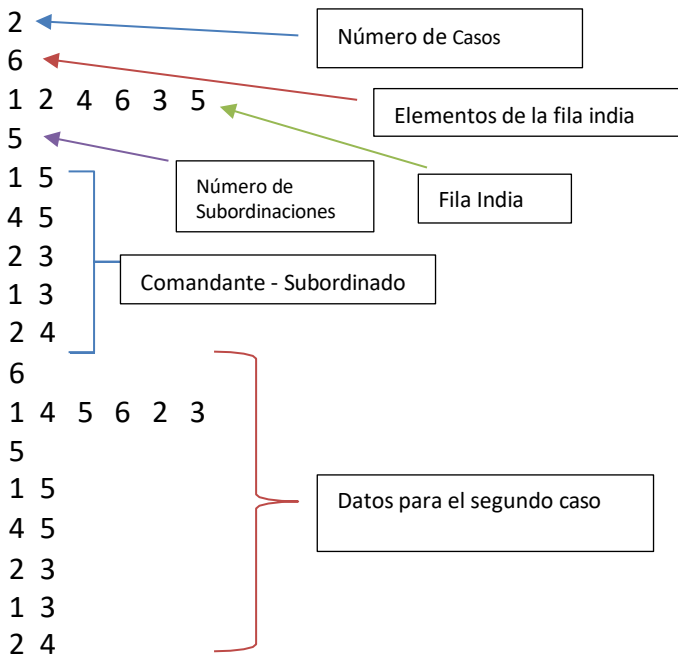 2
Número de Casos
6
1 2 4 6 3 5
Elementos de la fila india
5
1 5
Número de
Subordinaciones
Fila India
4 5
2 3
Comandante - Subordinado
1 3
2 4
6
1 4 5 6 2 3
5
1 5
Datos para el segundo caso
4 5
2 3
1 3
2 4